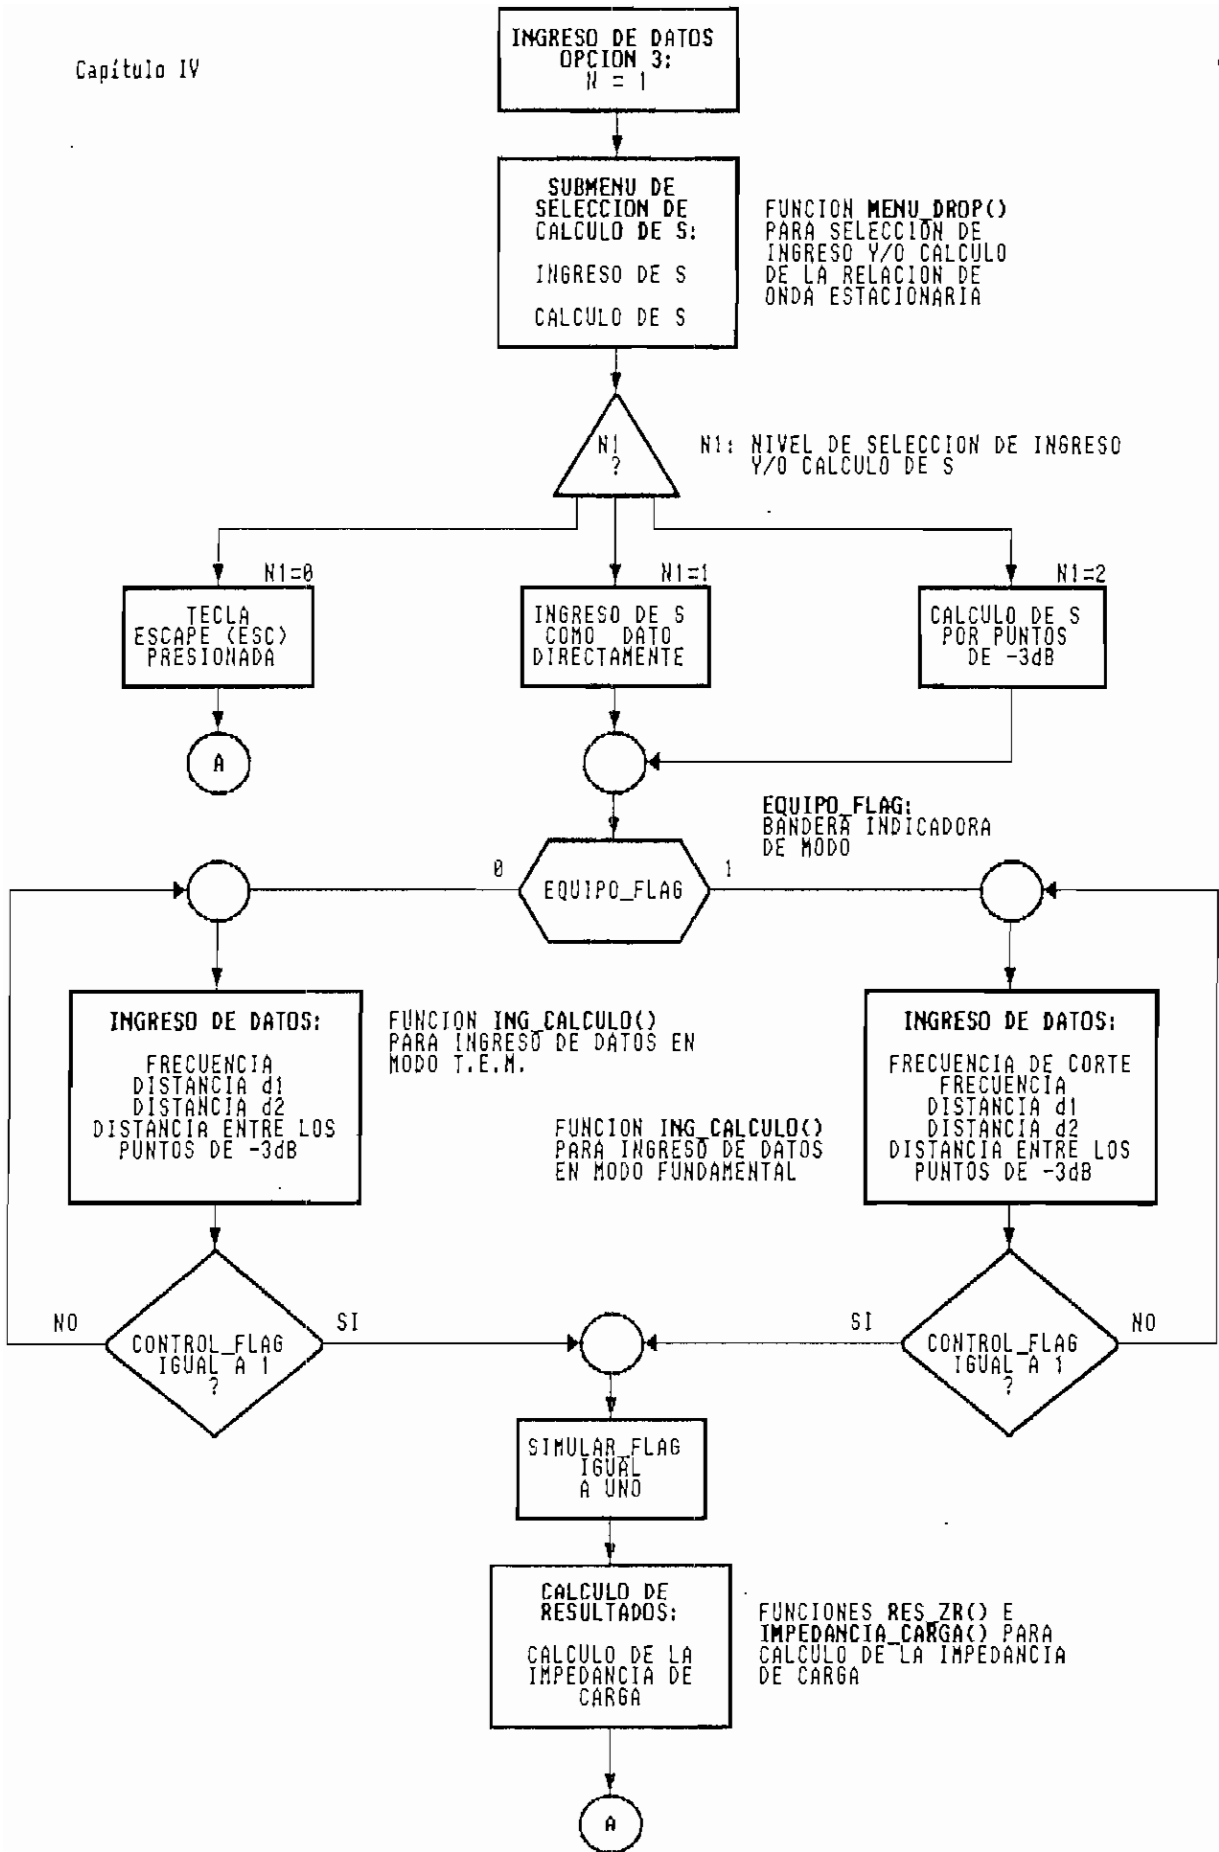 Capítulo IV
INGRESO DE DATOS
OPCION 3:
N = 1
SUBMENU DE
SELECCION DE
CALCULO DE S:
INGRESO DE S
CALCULO DE S
FUNCION MENU_DROP()
PARA SELECCIÓN DE
INGRESO Y/O CALCULO
DE LA RELACION DE
ONDA ESTACIONARIA
N1
?
N1: NIVEL DE SELECCION DE INGRESO
Y/O CALCULO DE S
N1=0
TECLA
ESCAPE (ESC)
PRESIONADA
N1=1
INGRESO DE S
COMO DATO
DIRECTAMENTE
N1=2
CALCULO DE S
POR PUNTOS
DE -3dB
A
EQUIPO_FLAG:
BANDERA INDICADORA
DE MODO
0
EQUIPO_FLAG
1
INGRESO DE DATOS:
FRECUENCIA
DISTANCIA d1
DISTANCIA d2
DISTANCIA ENTRE LOS
PUNTOS DE -3dB
FUNCION ING_CALCULO()
PARA INGRESO DE DATOS EN
MODO T.E.M.
FUNCION ING_CALCULO()
PARA INGRESO DE DATOS
EN MODO FUNDAMENTAL
INGRESO DE DATOS:
FRECUENCIA DE CORTE
FRECUENCIA
DISTANCIA d1
DISTANCIA d2
DISTANCIA ENTRE LOS
PUNTOS DE -3dB
NO
CONTROL_FLAG
IGUAL A 1
?
SI
SI
CONTROL_FLAG
IGUAL A 1
?
NO
SIMULAR_FLAG
IGUAL
A UNO
CALCULO DE
RESULTADOS:
CALCULO DE LA
IMPEDANCIA DE
CARGA
FUNCIONES RES_ZR() E
IMPEDANCIA_CARGA() PARA
CALCULO DE LA IMPEDANCIA
DE CARGA
A